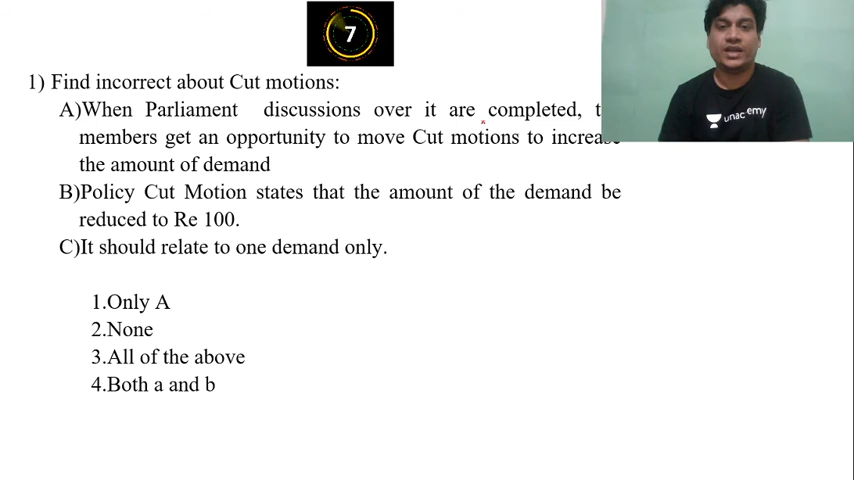 7
1) Find incorrect about Cut motions:
A)When Parliament discussions over it are completed,
members get an opportunity to move Cut motions to increase
the amount of demand
B)Policy Cut Motion states that the amount of the demand be
reduced to Re 100.
C)It should relate to one demand only.
1.Only A
2.None
3.All of the above
4.Both a and b
unacademy